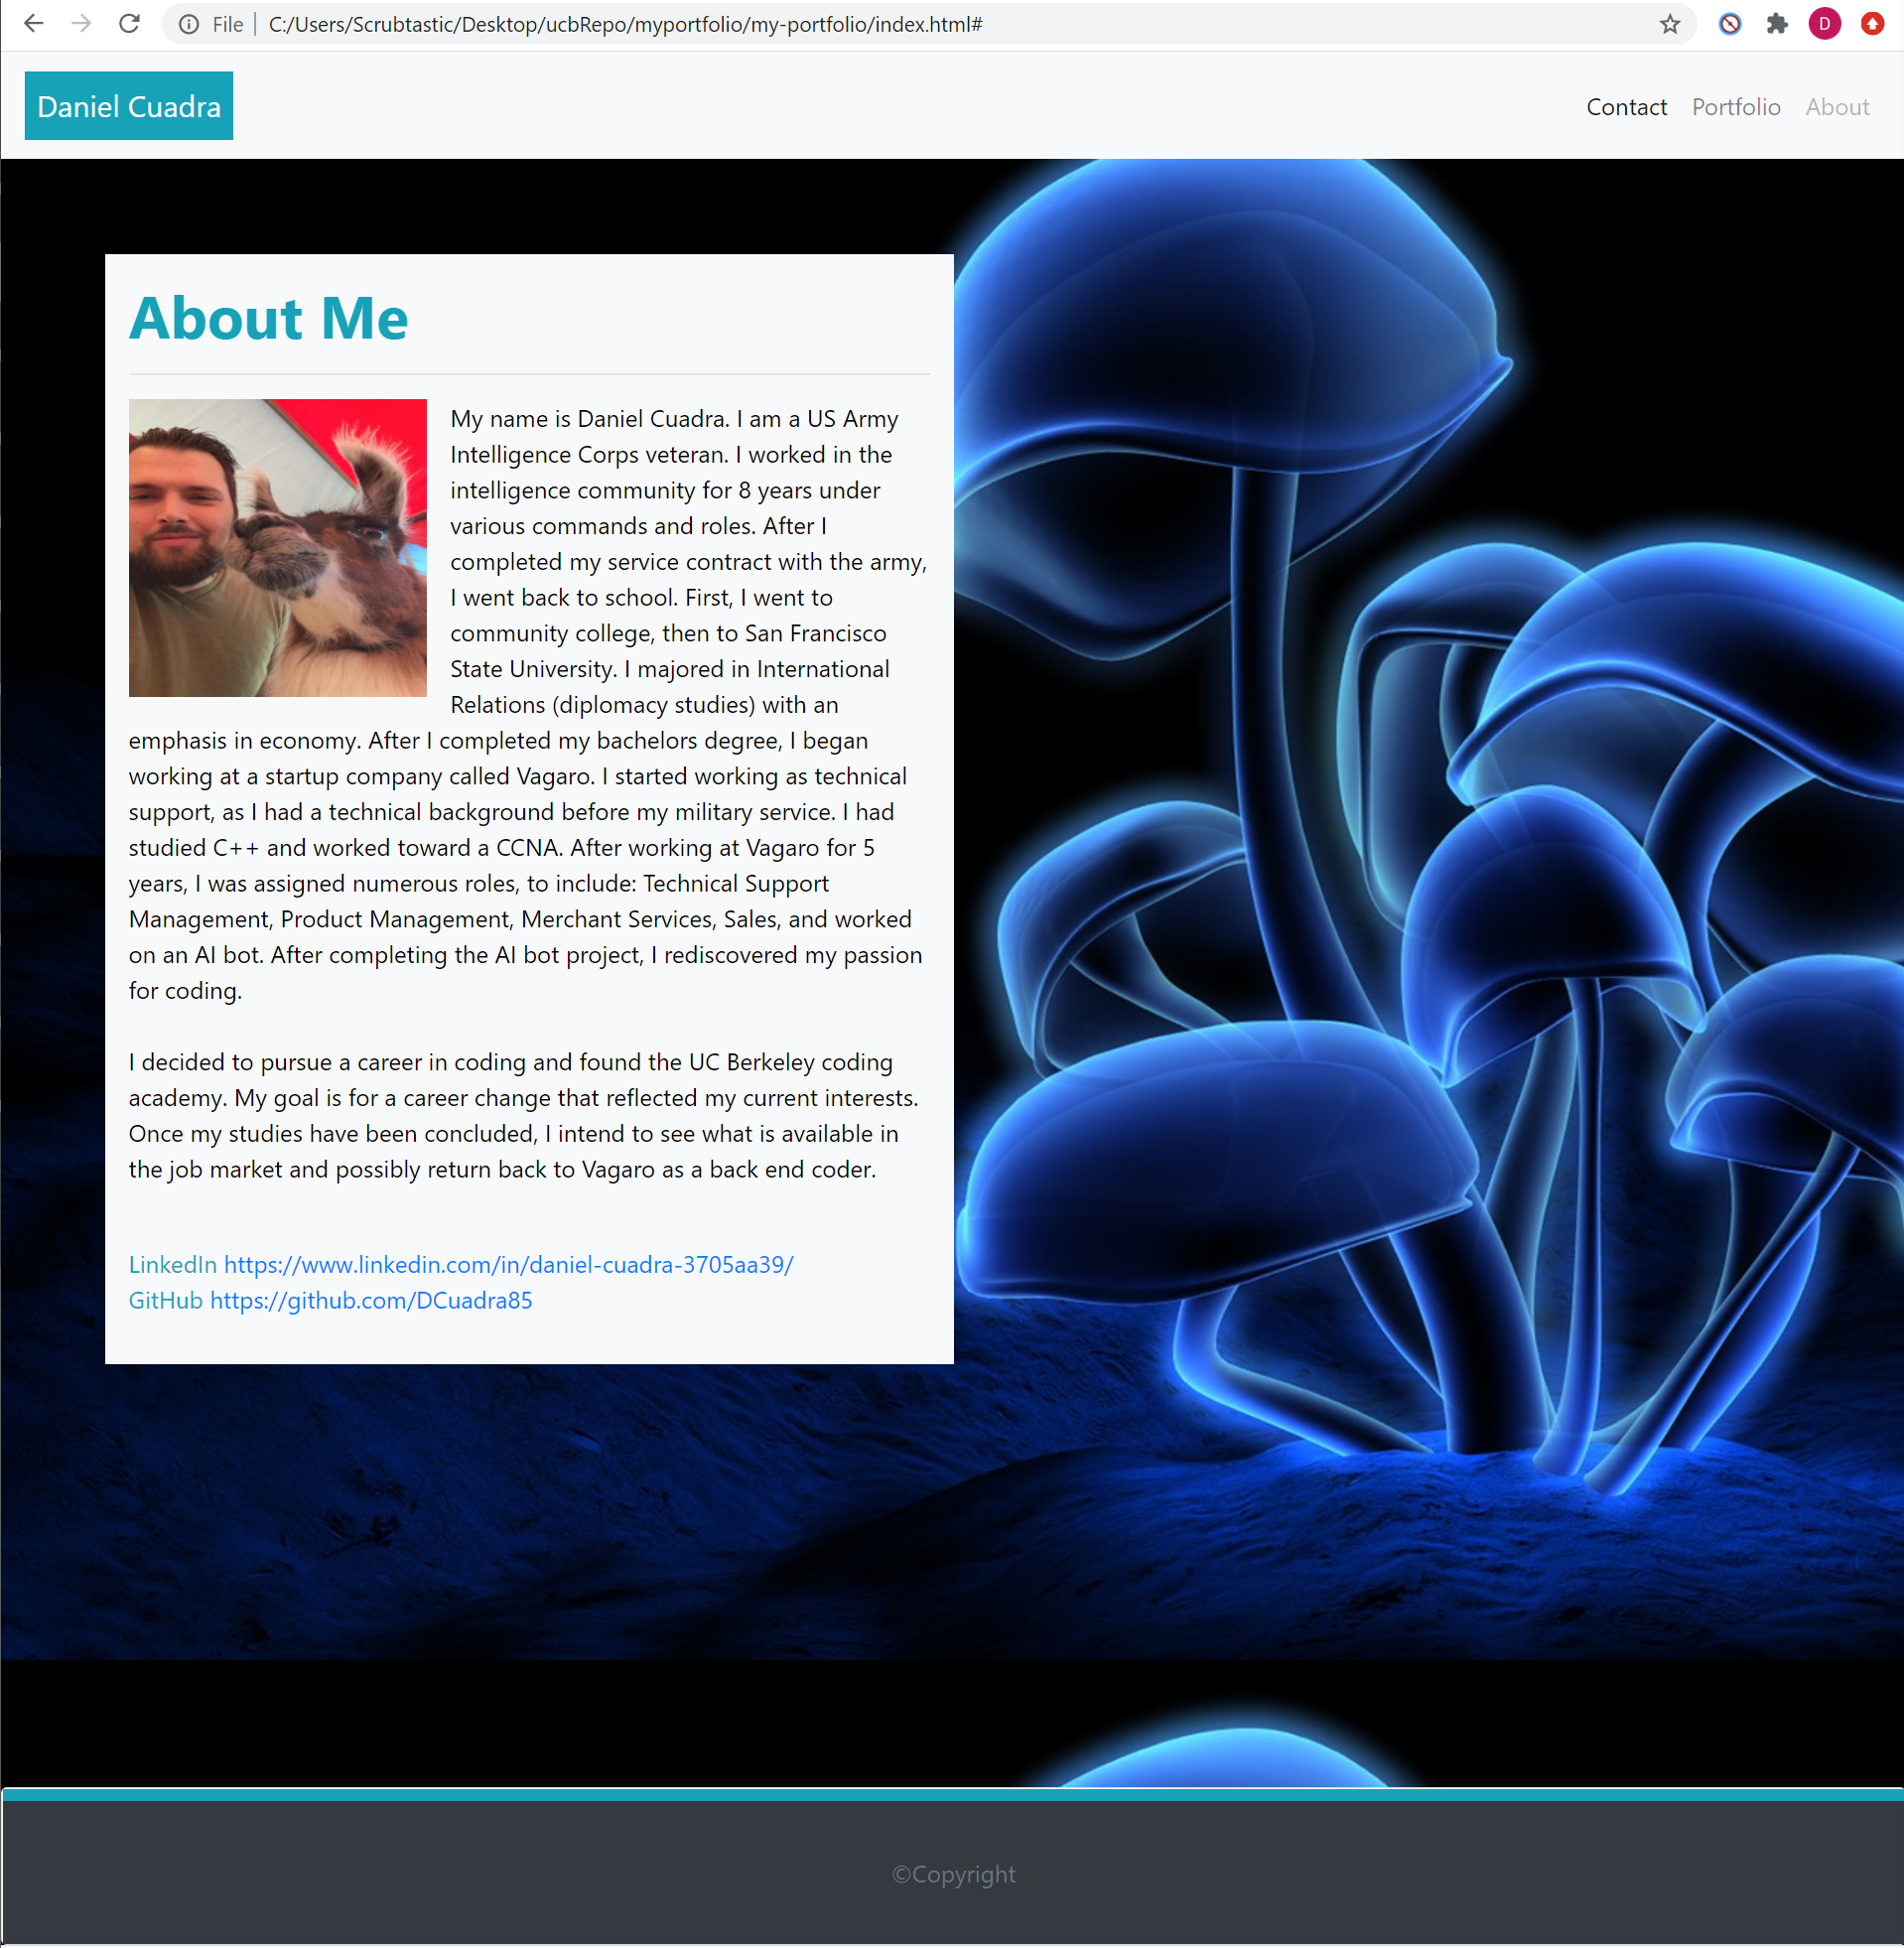 File | C:/Users/Scrubtastic/Desktop/ucbRepo/myportfolio/my-portfolio/index.html#
D
Daniel Cuadra
Contact Portfolio About
About Me
My name is Daniel Cuadra. I am a US Army
Intelligence Corps veteran. I worked in the
intelligence community for 8 years under
various commands and roles. After I
completed my service contract with the army,
I went back to school. First, I went to
community college, then to San Francisco
State University. I majored in International
Relations (diplomacy studies) with an
emphasis in economy. After I completed my bachelors degree, I began
working at a startup company called Vagaro. I started working as technical
support, as I had a technical background before my military service. I had
studied C++ and worked toward a CCNA. After working at Vagaro for 5
years, I was assigned numerous roles, to include: Technical Support
Management, Product Management, Merchant Services, Sales, and worked
on an AI bot. After completing the AI bot project, I rediscovered my passion
for coding.
I decided to pursue a career in coding and found the UC Berkeley coding
academy. My goal is for a career change that reflected my current interests.
Once my studies have been concluded, I intend to see what is available in
the job market and possibly return back to Vagaro as a back end coder.
LinkedIn https://www.linkedin.com/in/daniel-cuadra-3705aa39/
GitHub https://github.com/DCuadra85
©Copyright